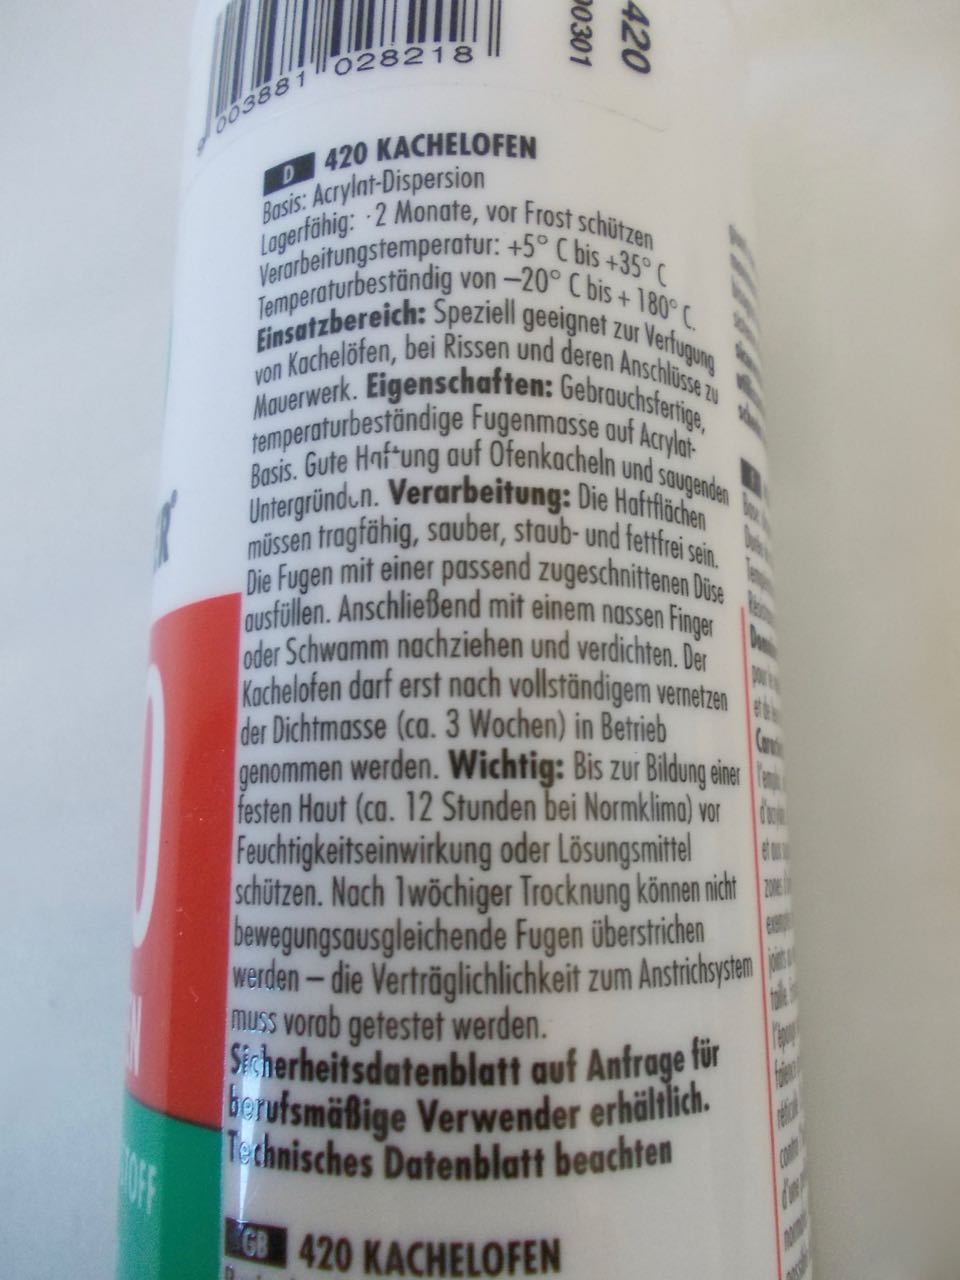 9 003881 028218
00301
420
D 420 KACHELOFEN
Basis: Acrylat-Dispersion
Lagerfähig: 2 Monate, vor Frost schützen
Verarbeitungstemperatur: +5° C bis +35° C
Temperaturbeständig von –20° C bis + 180° C.
Einsatzbereich: Speziell geeignet zur Verfugung
von Kachelöfen, bei Rissen und deren Anschlüsse zu
Mauerwerk. Eigenschaften: Gebrauchsfertige,
temperaturbeständige Fugenmasse auf Acrylat-
Basis. Gute Haftung auf Ofenkacheln und saugenden
Untergründen. Verarbeitung: Die Haftflächen
müssen tragfähig, sauber, staub- und fettfrei sein.
Die Fugen mit einer passend zugeschnittenen Düse
ausfüllen. Anschließend mit einem nassen Finger
oder Schwamm nachziehen und verdichten. Der
Kachelofen darf erst nach vollständigem vernetzen
der Dichtmasse (ca. 3 Wochen) in Betrieb
genommen werden. Wichtig: Bis zur Bildung einer
festen Haut (ca. 12 Stunden bei Normklima) vor
Feuchtigkeitseinwirkung oder Lösungsmittel
schützen. Nach 1wöchiger Trocknung können nicht
bewegungsausgleichende Fugen überstrichen
werden – die Verträglichlichkeit zum Anstrichsystem
muss vorab getestet werden.
Sicherheitsdatenblatt auf Anfrage für
berufsmäßige Verwender erhältlich.
Technisches Datenblatt beachten
GB 420 KACHELOFEN